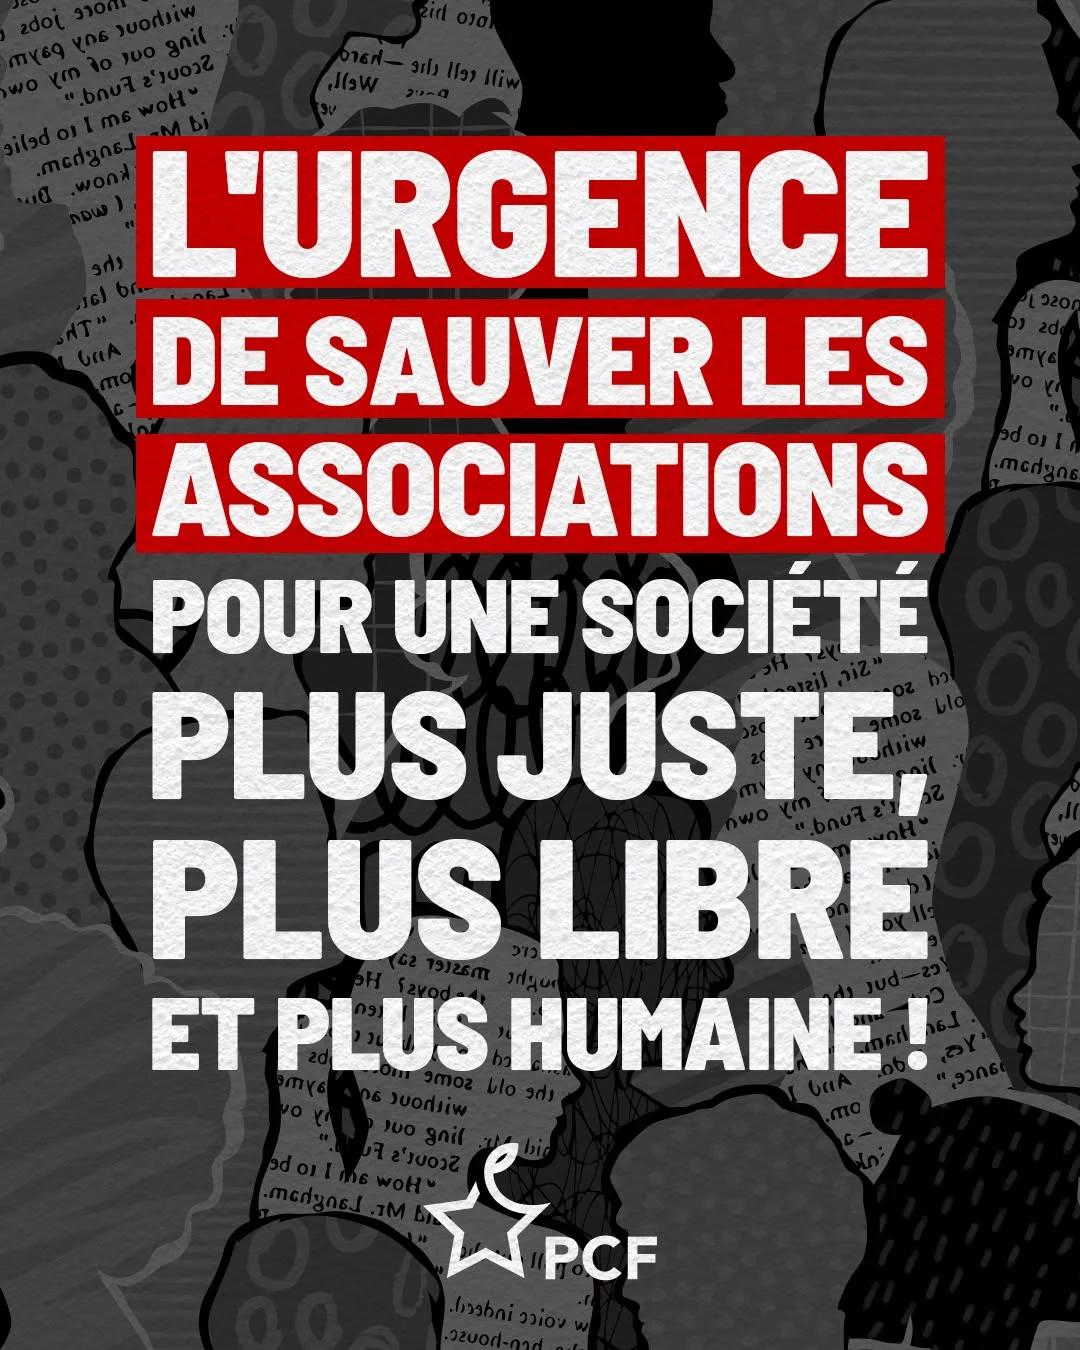 L'URGENCE
DE SAUVER LES
ASSOCIATIONS
POUR UNE SOCIÉTÉ
PLUS JUSTE,
PLUS LIBRE
ET PLUS HUMAINE !
PCF